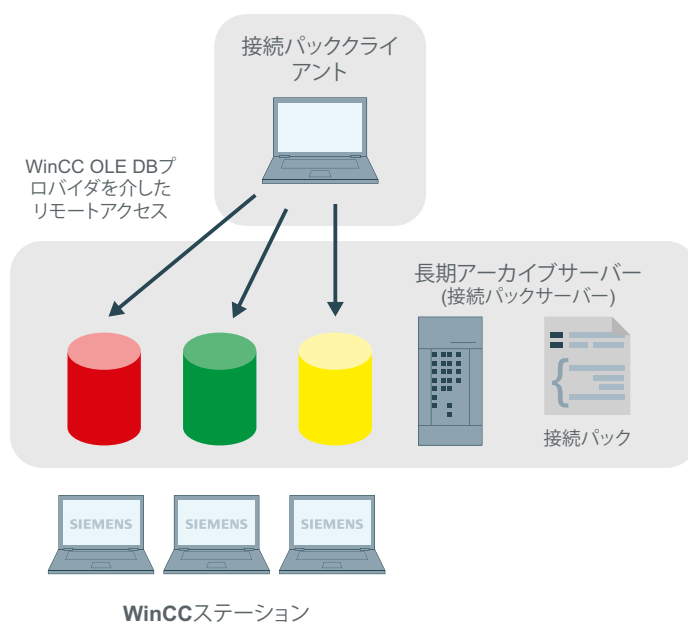 接続パッククライ
アント
WinCC OLE DBプ
ロバイダを介した
リモートアクセス
長期アーカイブサーバー
(接続パックサーバー)
接続パック
SIEMENS
SIEMENS
SIEMENS
WinCCステーション